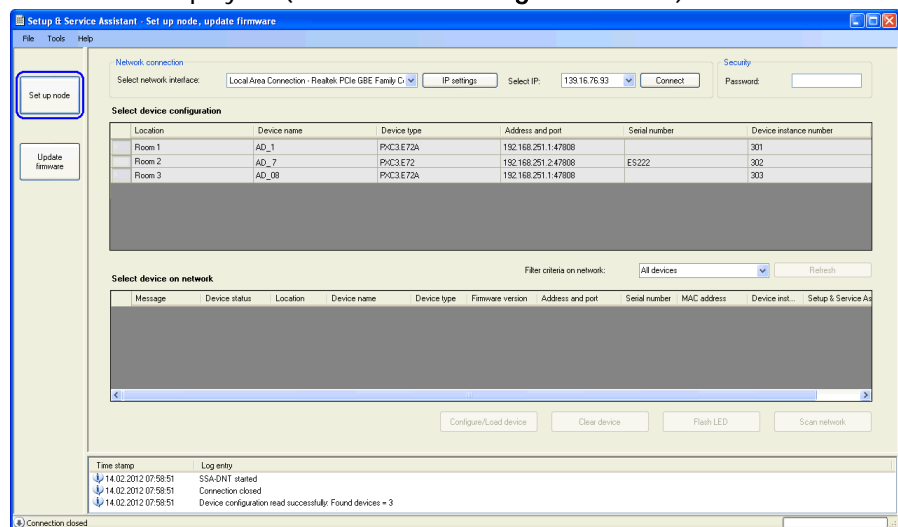 Setup & Service Assistant - Set up node, update firmware
File Tools Help
Set up node
Update firmware
Network connection
Select network interface: Local Area Connection - Realtek PCIe GBE Family C IP settings Select IP: 139.16.76.93 Connect
Security
Password:
Select device configuration
Location Device name Device type Address and port Serial number Device instance number
Room 1 AD_1 PXC3.E72A 192.168.251.1:47808 301
Room 2 AD_7 PXC3.E72 192.168.251.2:47808 ES222 302
Room 3 AD_08 PXC3.E72A 192.168.251.1:47808 303
Filter criteria on network: All devices Refresh
Select device on network
Message Device status Location Device name Device type Firmware version Address and port Serial number MAC address Device inst... Setup & Service As
Configure/Load device Clear device Flash LED Scan network
Time stamp Log entry
14.02.2012 07:58:51 SSA-DNT started
14.02.2012 07:58:51 Connection closed
14.02.2012 07:58:51 Device configuration read successfully. Found devices = 3
Connection closed